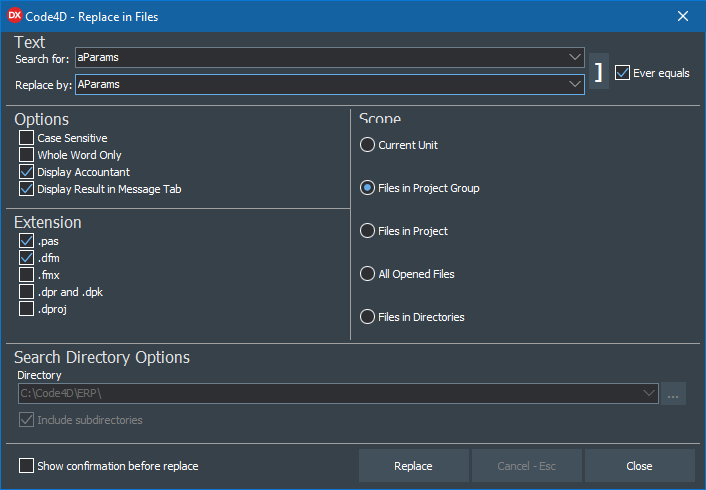 DX Code4D - Replace in Files
Text
Search for: aParams
Replace by: AParams
] Ever equals
Options
Case Sensitive
Whole Word Only
Display Accountant
Display Result in Message Tab
Extension
.pas
.dfm
.fmx
.dpr and .dpk
.dproj
Scope
Current Unit
Files in Project Group
Files in Project
All Opened Files
Files in Directories
Search Directory Options
Directory
C:\Code4D\ERP\
...
Include subdirectories
Show confirmation before replace
Replace Cancel - Esc Close